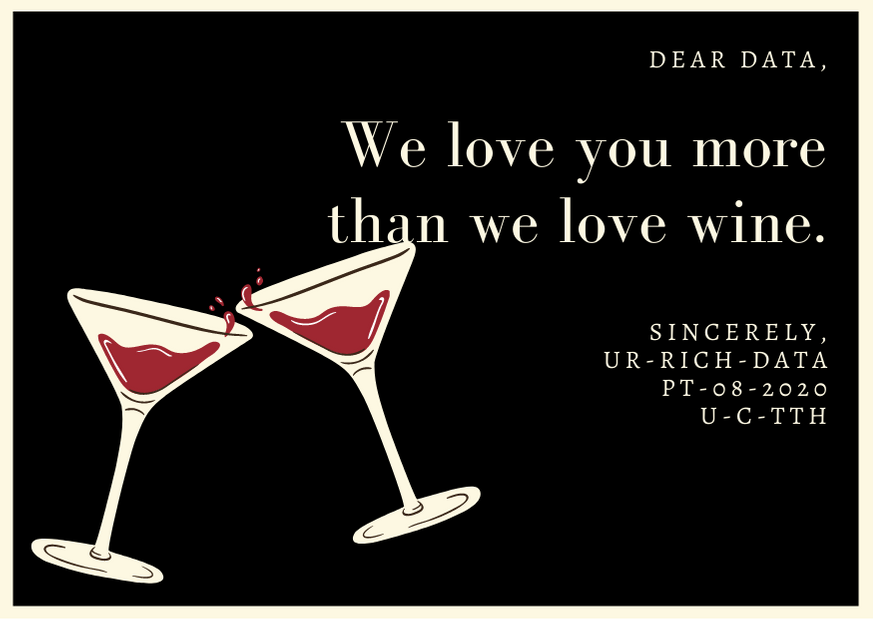 DEAR DATA,
We love you more
than we love wine.
SINCERELY,
UR-RICH-DATA
PT-08-2020
U-C-TTH